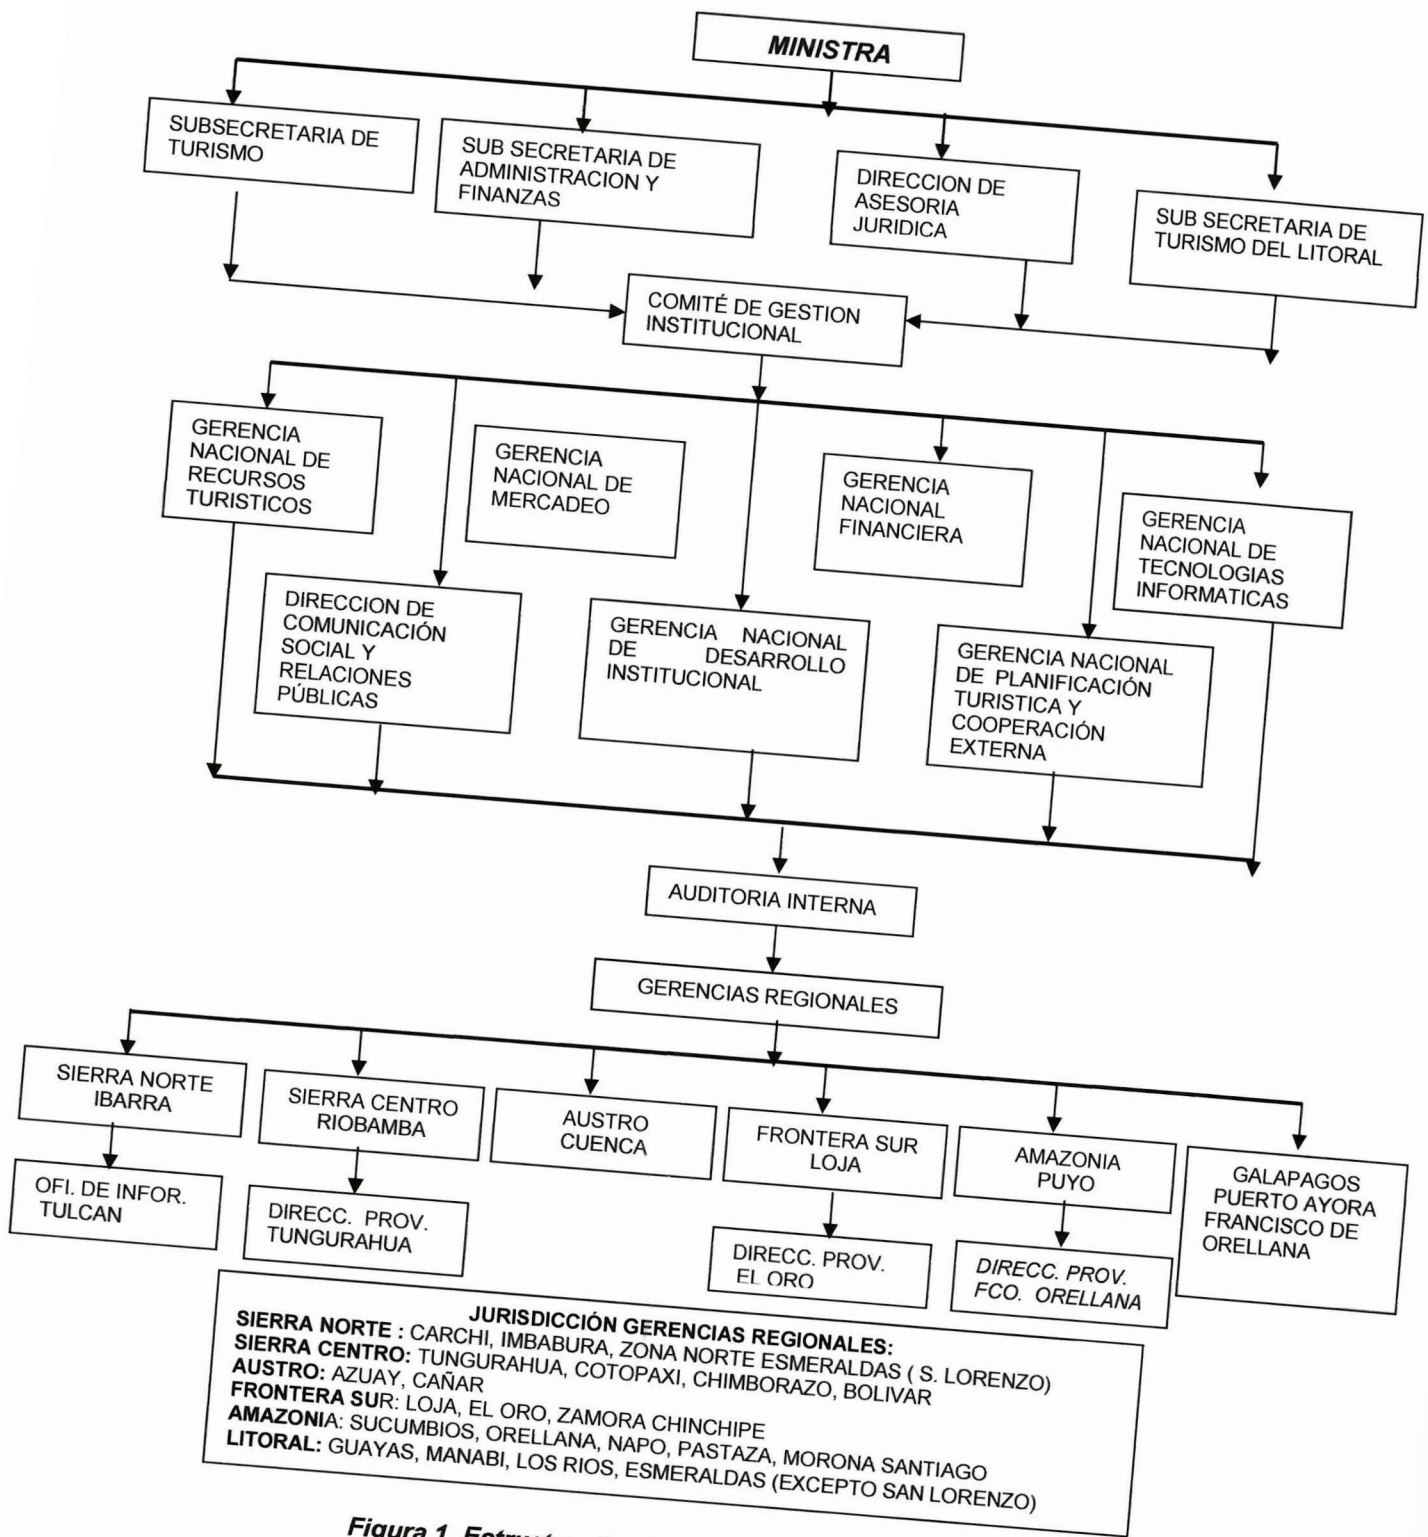 MINISTRA
SUBSECRETARIA DE
TURISMO
SUB SECRETARIA DE
ADMINISTRACION Y
FINANZAS
DIRECCION DE
ASESORIA
JURIDICA
SUB SECRETARIA DE
TURISMO DEL LITORAL
COMITÉ DE GESTION
INSTITUCIONAL
GERENCIA
NACIONAL DE
RECURSOS
TURISTICOS
GERENCIA
NACIONAL DE
MERCADEO
GERENCIA
NACIONAL
FINANCIERA
GERENCIA
NACIONAL DE
TECNOLOGIAS
INFORMATICAS
DIRECCION DE
COMUNICACIÓN
SOCIAL Y
RELACIONES
PÚBLICAS
GERENCIA NACIONAL
DE DESARROLLO
INSTITUCIONAL
GERENCIA NACIONAL
DE PLANIFICACIÓN
TURISTICA Y
COOPERACIÓN
EXTERNA
AUDITORIA INTERNA
GERENCIAS REGIONALES
SIERRA NORTE
IBARRA
SIERRA CENTRO
RIOBAMBA
AUSTRO
CUENCA
FRONTERA SUR
LOJA
AMAZONIA
PUYO
GALAPAGOS
PUERTO AYORA
FRANCISCO DE
ORELLANA
OFI. DE INFOR.
TULCAN
DIRECC. PROV.
TUNGURAHUA
DIRECC. PROV.
EL ORO
DIRECC. PROV.
FCO. ORELLANA
JURISDICCIÓN GERENCIAS REGIONALES:
SIERRA NORTE : CARCHI, IMBABURA, ZONA NORTE ESMERALDAS ( S. LORENZO)
SIERRA CENTRO: TUNGURAHUA, COTOPAXI, CHIMBORAZO, BOLIVAR
AUSTRO: AZUAY, CAÑAR
FRONTERA SUR: LOJA, EL ORO, ZAMORA CHINCHIPE
AMAZONIA: SUCUMBIOS, ORELLANA, NAPO, PASTAZA, MORONA SANTIAGO
LITORAL: GUAYAS, MANABI, LOS RIOS, ESMERALDAS (EXCEPTO SAN LORENZO)
Figura 1.